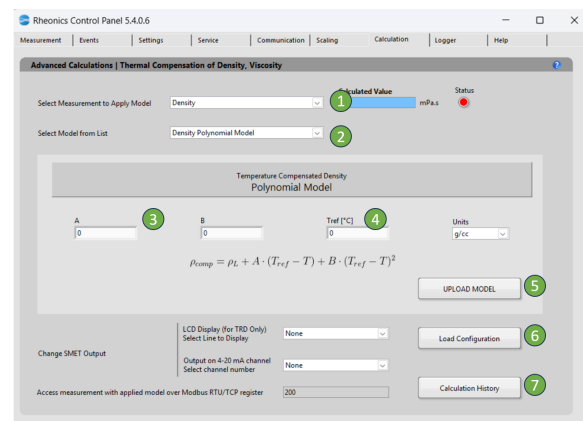 Rheonics Control Panel 5.4.0.6
Measurement Events Settings Service Communication Scaling Calculation Logger Help
Advanced Calculations | Thermal Compensation of Density, Viscosity ?
Calculated Value Status
Select Measurement to Apply Model Density 1 mPa.s
Select Model from List Density Polynomial Model 2
Temperature Compensated Density
Polynomial Model
A 3 B Tref [°C] 4 Units
0 0 0 g/cc
ρcomp = ρL + A · (Tref − T) + B · (Tref − T)²
UPLOAD MODEL 5
LCD Display (for TRD Only)
Select Line to Display None
Load Configuration 6
Change SMET Output
Output on 4-20 mA channel
Select channel number None
Access measurement with applied model over Modbus RTU/TCP register 200
Calculation History 7